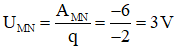 U_MN = A_MN / q = −6 / −2 = 3 V